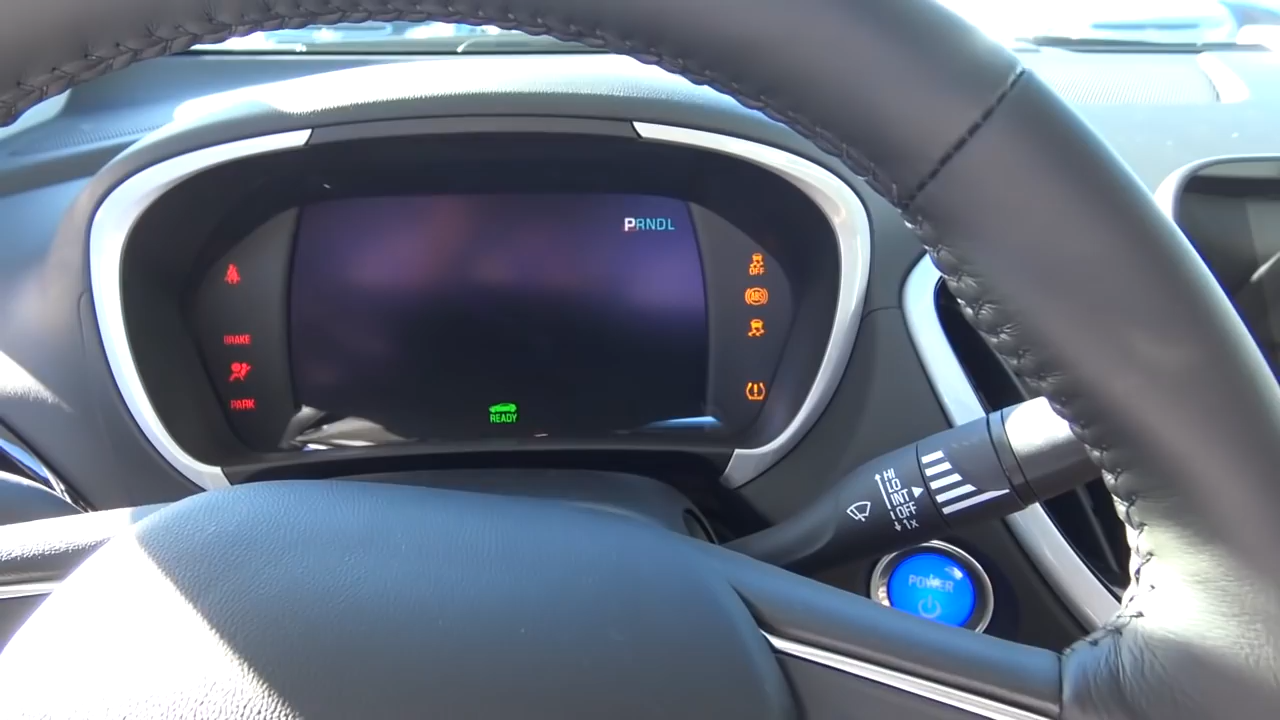 PRNDL
OFF
ABS
BRAKE
PARK
READY
HI
LO
INT
OFF
1x
POWER